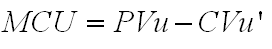 MCU = PVu − CVu'